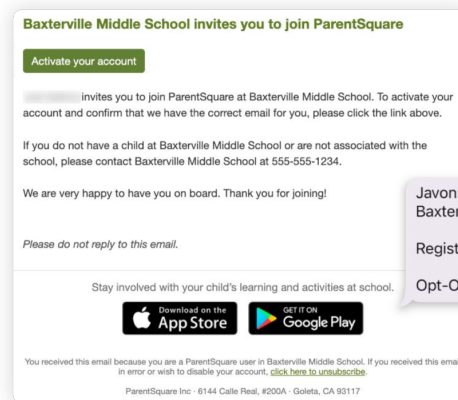 Baxterville Middle School invites you to join ParentSquare
Activate your account
invites you to join ParentSquare at Baxterville Middle School. To activate your
account and confirm that we have the correct email for you, please click the link above.
If you do not have a child at Baxterville Middle School or are not associated with the
school, please contact Baxterville Middle School at 555-555-1234.
We are very happy to have you on board. Thank you for joining!
Please do not reply to this email.
Stay involved with your child's learning and activities at school.
Download on the
App Store
GET IT ON
Google Play
You received this email because you are a ParentSquare user in Baxterville Middle School. If you received this
in error or wish to disable your account, click here to unsubscribe.
ParentSquare Inc · 6144 Calle Real, #200A · Goleta, CA 93117
Javon